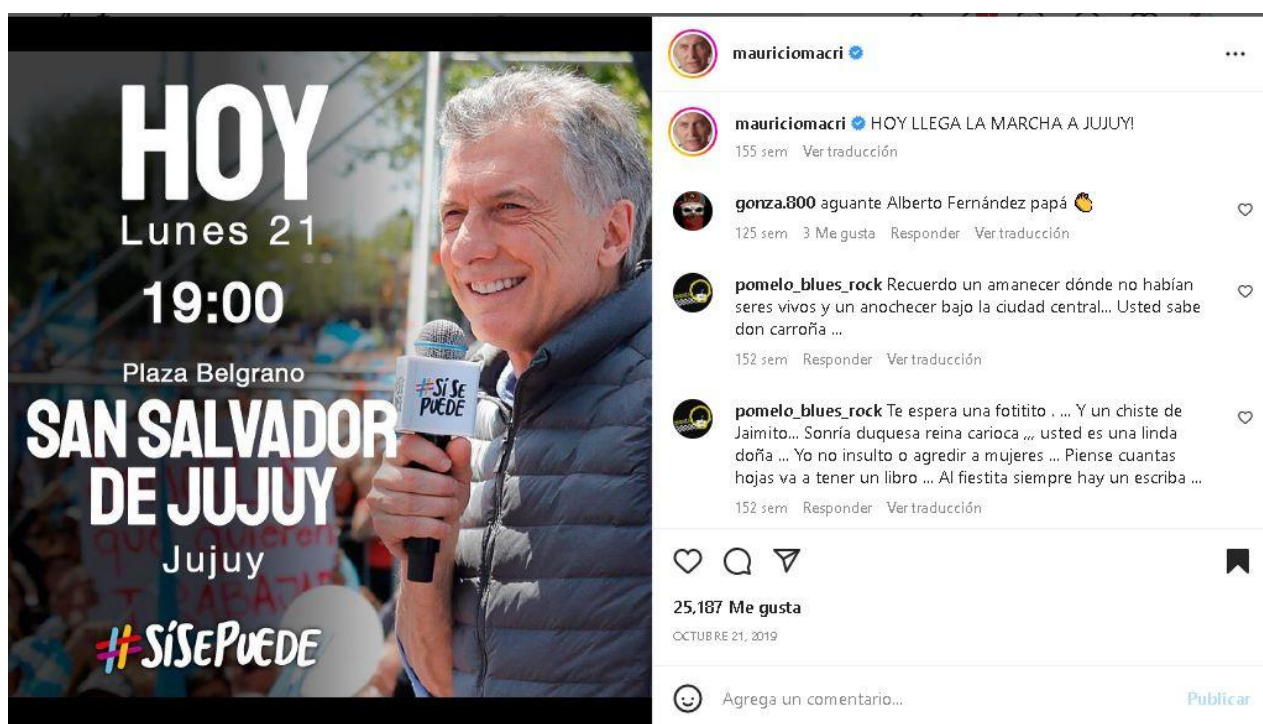 HOY
Lunes 21
19:00
Plaza Belgrano
SAN SALVADOR
DE JUJUY
Jujuy
#SÍSEPUEDE
#SÍ SE
PUEDE
que quieren
TRABAJAR
mauriciomacri
mauriciomacri HOY LLEGA LA MARCHA A JUJUY!
155 sem Ver traducción
gonza.800 aguante Alberto Fernández papá 👏
125 sem 3 Me gusta Responder Ver traducción
pomelo_blues_rock Recuerdo un amanecer dónde no habían
seres vivos y un anochecer bajo la ciudad central... Usted sabe
don carroña ...
152 sem Responder Ver traducción
pomelo_blues_rock Te espera una fotitito . ... Y un chiste de
Jaimito... Sonría duquesa reina carioca ,,, usted es una linda
doña ... Yo no insulto o agredir a mujeres ... Piense cuantas
hojas va a tener un libro ... Al fiestita siempre hay un escriba ...
152 sem Responder Ver traducción
25,187 Me gusta
OCTUBRE 21, 2019
Agrega un comentario...
Publicar